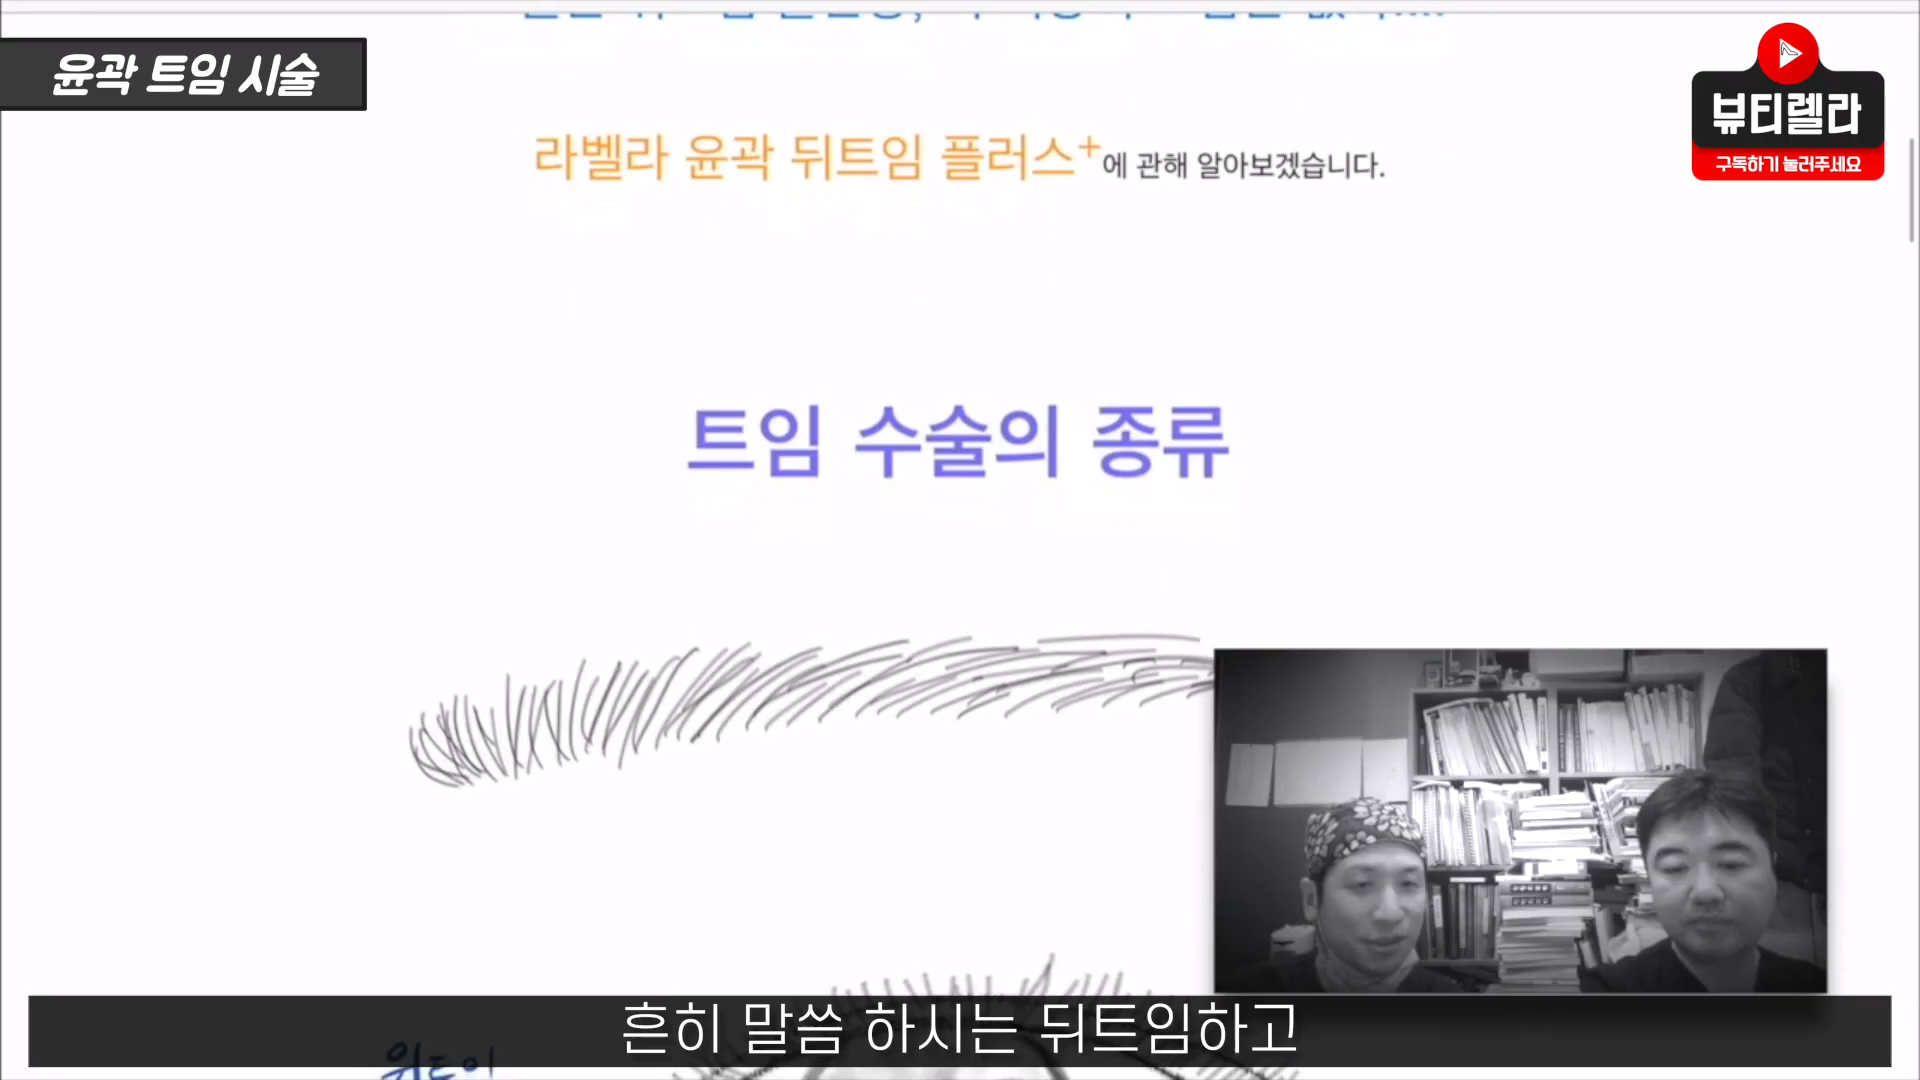 윤곽 트임 시술
뷰티렐라
구독하기 눌러주세요
라벨라 윤곽 뒤트임 플러스+에 관해 알아보겠습니다.
트임 수술의 종류
흔히 말씀 하시는 뒤트임하고